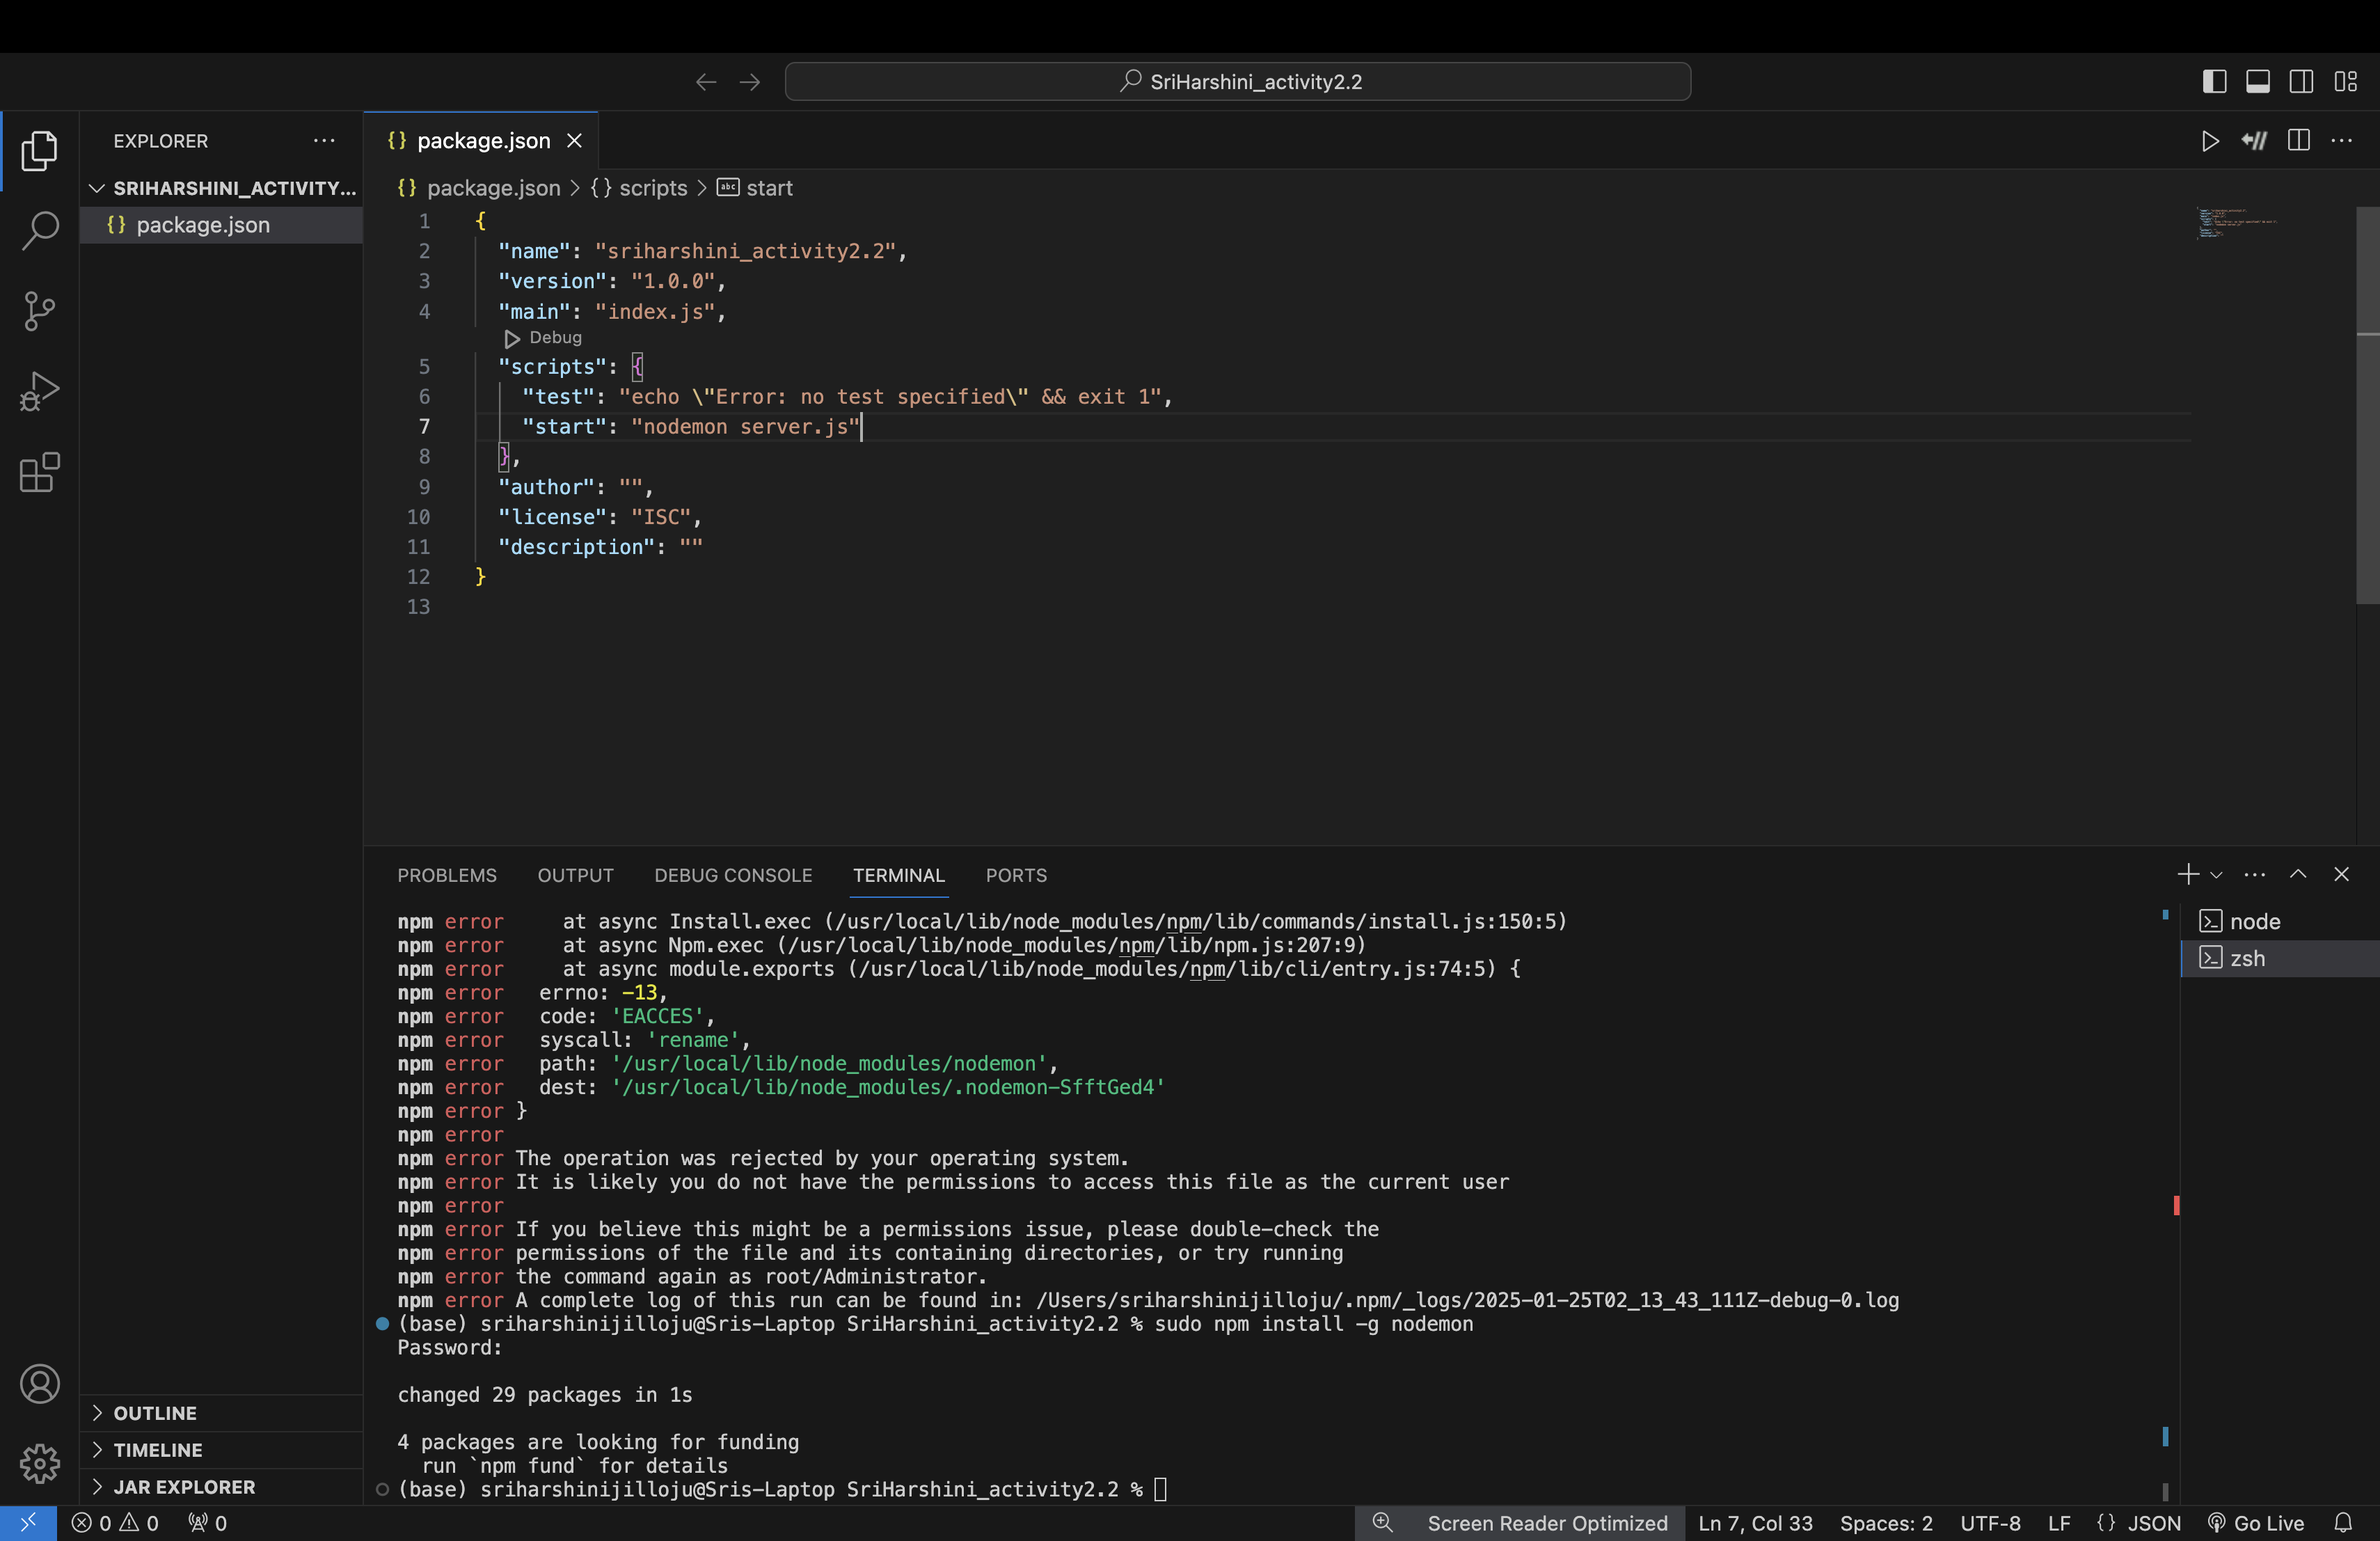 SriHarshini_activity2.2
EXPLORER
SRIHARSHINI_ACTIVITY...
{} package.json
{} package.json
{} package.json > {} scripts > abc start
1 {
2 "name": "sriharshini_activity2.2",
3 "version": "1.0.0",
4 "main": "index.js",
Debug
5 "scripts": {
6 "test": "echo \"Error: no test specified\" && exit 1",
7 "start": "nodemon server.js"
8 },
9 "author": "",
10 "license": "ISC",
11 "description": ""
12 }
13
PROBLEMS OUTPUT DEBUG CONSOLE TERMINAL PORTS
npm error     at async Install.exec (/usr/local/lib/node_modules/npm/lib/commands/install.js:150:5)
npm error     at async Npm.exec (/usr/local/lib/node_modules/npm/lib/npm.js:207:9)
npm error     at async module.exports (/usr/local/lib/node_modules/npm/lib/cli/entry.js:74:5) {
npm error   errno: -13,
npm error   code: 'EACCES',
npm error   syscall: 'rename',
npm error   path: '/usr/local/lib/node_modules/nodemon',
npm error   dest: '/usr/local/lib/node_modules/.nodemon-SfftGed4'
npm error }
npm error
npm error The operation was rejected by your operating system.
npm error It is likely you do not have the permissions to access this file as the current user
npm error
npm error If you believe this might be a permissions issue, please double-check the
npm error permissions of the file and its containing directories, or try running
npm error the command again as root/Administrator.
npm error A complete log of this run can be found in: /Users/sriharshinijilloju/.npm/_logs/2025-01-25T02_13_43_111Z-debug-0.log
(base) sriharshinijilloju@Sris-Laptop SriHarshini_activity2.2 % sudo npm install -g nodemon
Password:
changed 29 packages in 1s
4 packages are looking for funding
run `npm fund` for details
(base) sriharshinijilloju@Sris-Laptop SriHarshini_activity2.2 %
node
zsh
OUTLINE
TIMELINE
JAR EXPLORER
0 0 0 Screen Reader Optimized Ln 7, Col 33 Spaces: 2 UTF-8 LF {} JSON Go Live